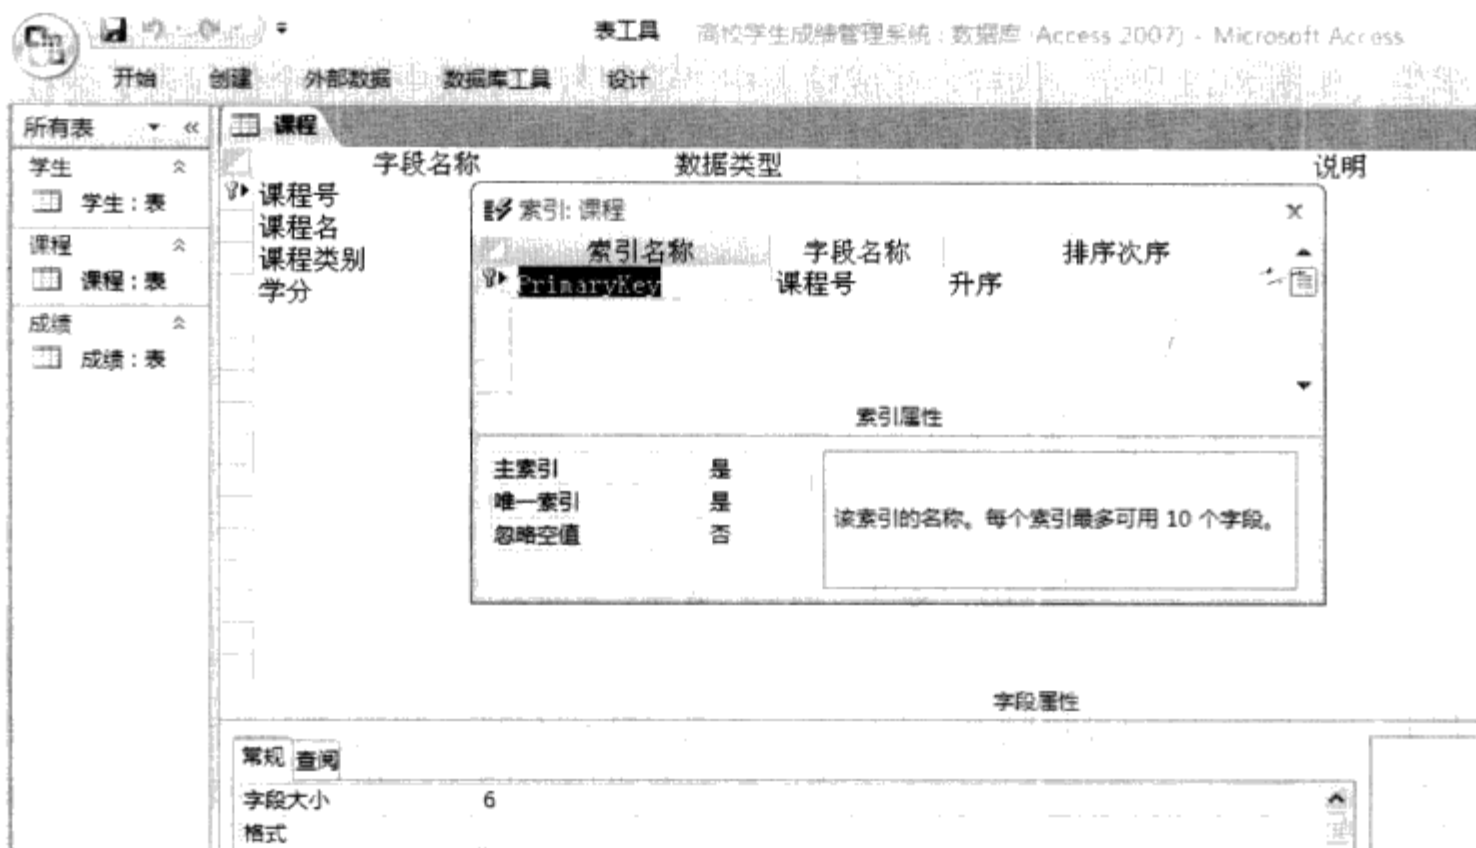 表工具 高校学生成绩管理系统 : 数据库 (Access 2007) - Microsoft Access
开始 创建 外部数据 数据库工具 设计
所有表 课程
字段名称 数据类型 说明
学生
学生 : 表
课程
课程 : 表
成绩
成绩 : 表
课程号
课程名
课程类别
学分
索引: 课程
索引名称 字段名称 排序次序
PrimaryKey 课程号 升序
索引属性
主索引 是
唯一索引 是
忽略空值 否
该索引的名称。每个索引最多可用 10 个字段。
字段属性
常规 查阅
字段大小 6
格式